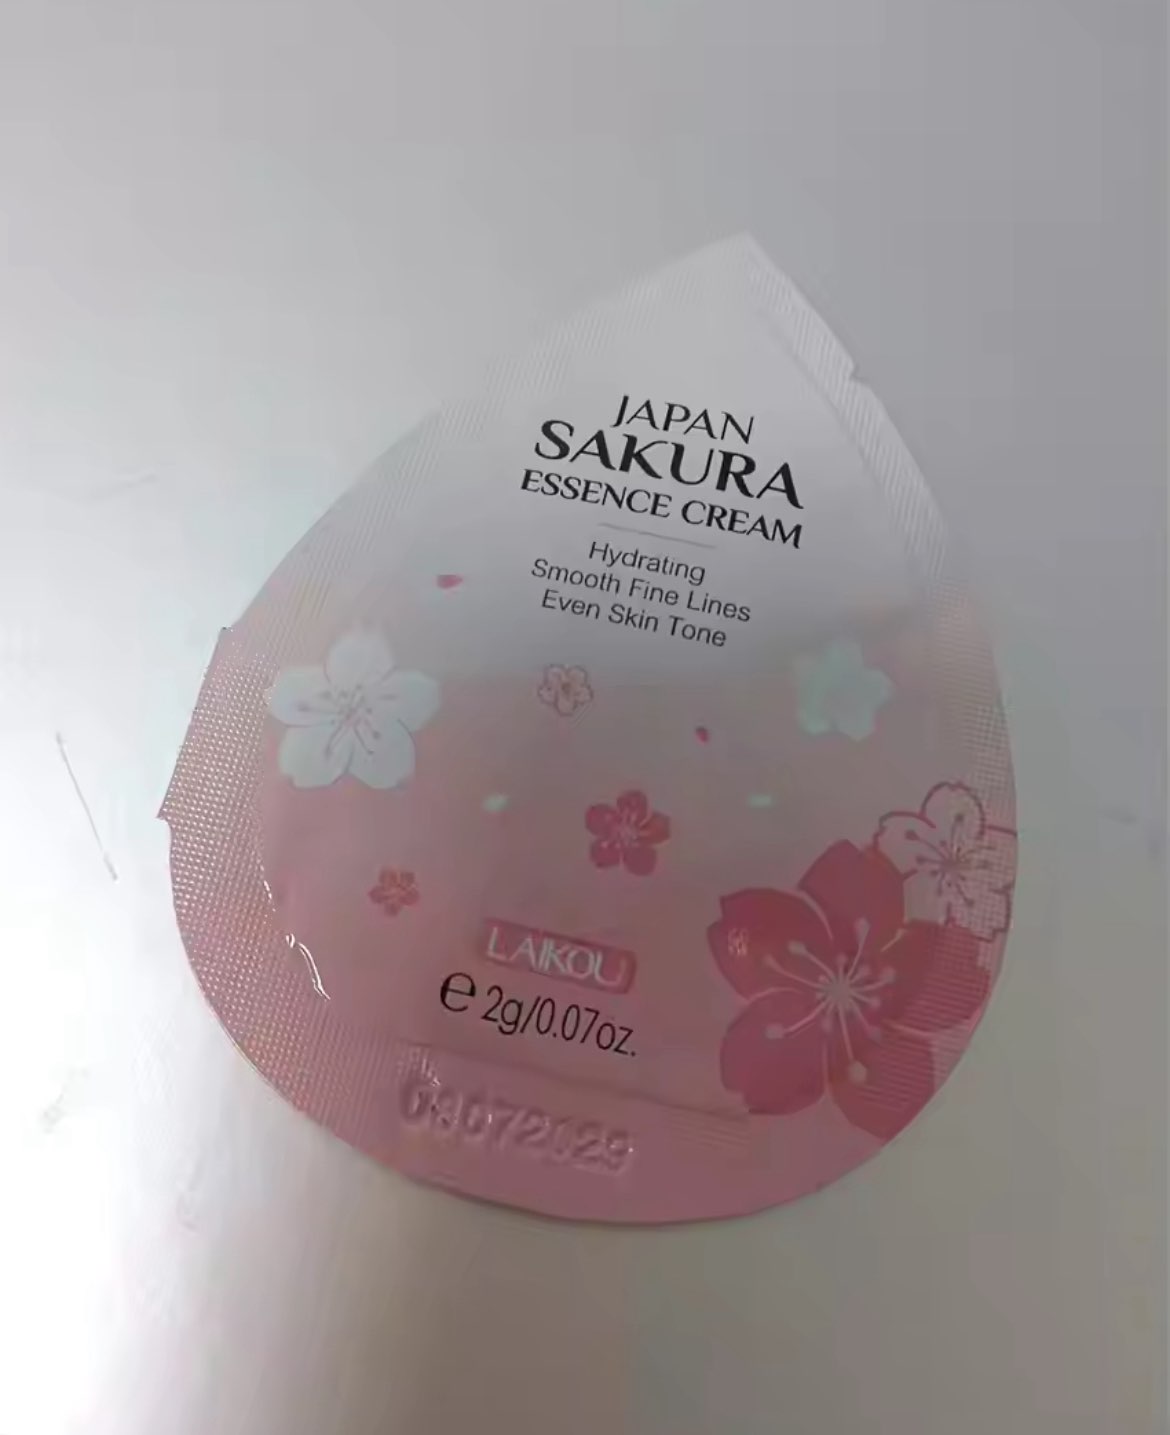 JAPAN
SAKURA
ESSENCE CREAM
Hydrating
Smooth Fine Lines
Even Skin Tone
LAIKOU
e 2g/0.07oz.